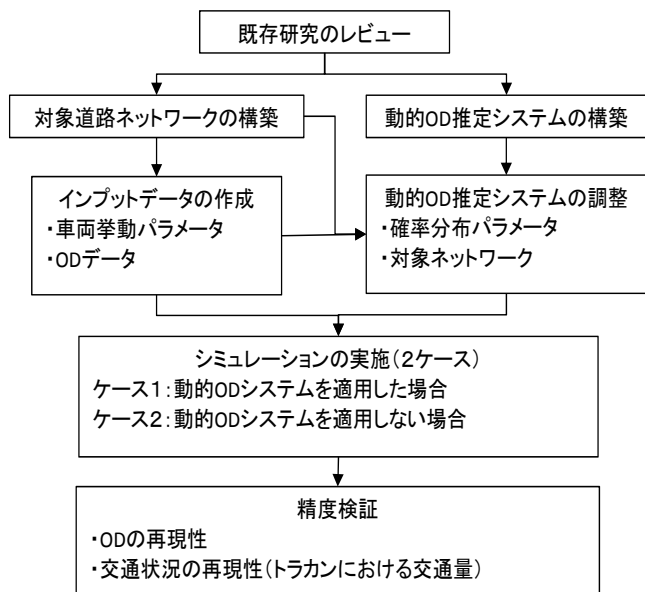 既存研究のレビュー
対象道路ネットワークの構築
動的OD推定システムの構築
インプットデータの作成
・車両挙動パラメータ
・ODデータ
動的OD推定システムの調整
・確率分布パラメータ
・対象ネットワーク
シミュレーションの実施(2ケース)
ケース1:動的ODシステムを適用した場合
ケース2:動的ODシステムを適用しない場合
精度検証
・ODの再現性
・交通状況の再現性(トラカンにおける交通量)